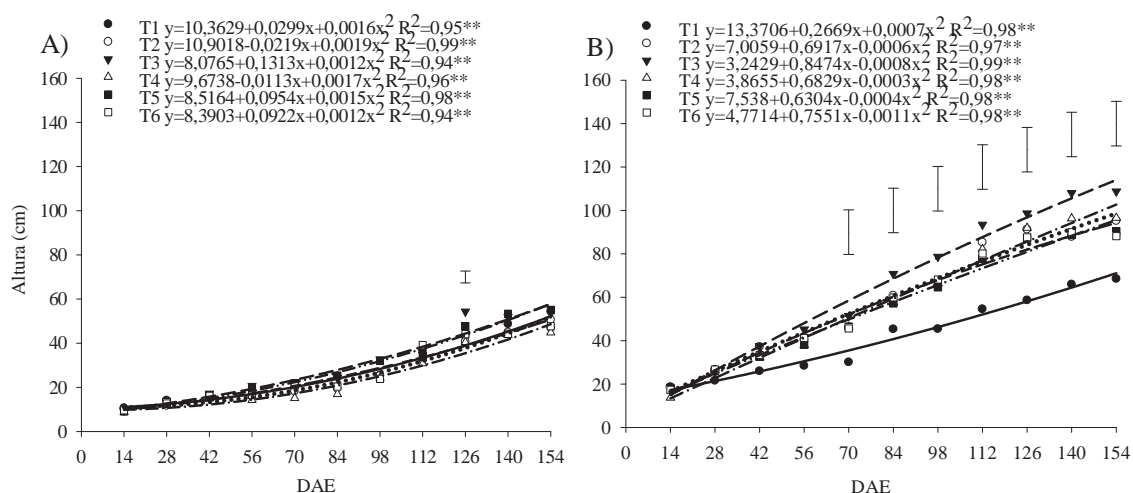 A)
T1 y=10,3629+0,0299x+0,0016x² R²=0,95**
T2 y=10,9018-0,0219x+0,0019x² R²=0,99**
T3 y=8,0765+0,1313x+0,0012x² R²=0,94**
T4 y=9,6738-0,0113x+0,0017x² R²=0,96**
T5 y=8,5164+0,0954x+0,0015x² R²=0,98**
T6 y=8,3903+0,0922x+0,0012x² R²=0,94**
160
140
120
100
80
60
40
20
0
Altura (cm)
0 14 28 42 56 70 84 98 112 126 140 154
DAE
B)
T1 y=13,3706+0,2669x+0,0007x² R²=0,98**
T2 y=7,0059+0,6917x-0,0006x² R²=0,97**
T3 y=3,2429+0,8474x-0,0008x² R²=0,99**
T4 y=3,8655+0,6829x-0,0003x² R²=0,98**
T5 y=7,538+0,6304x-0,0004x² R²=0,98**
T6 y=4,7714+0,7551x-0,0011x² R²=0,98**
160
140
120
100
80
60
40
20
0
0 14 28 42 56 70 84 98 112 126 140 154
DAE